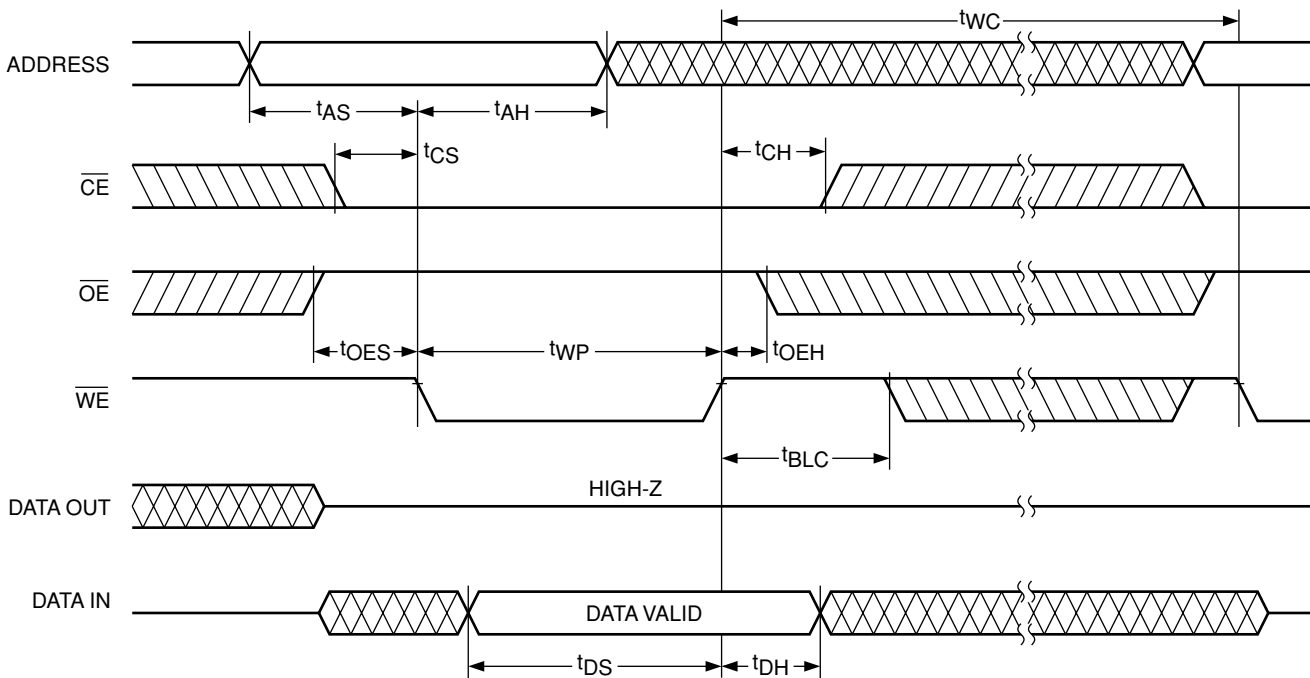 tWC
ADDRESS
tAS
tAH
tCS
tCH
CE
OE
tOES
tWP
tOEH
WE
tBLC
HIGH-Z
DATA OUT
DATA IN
DATA VALID
tDS
tDH